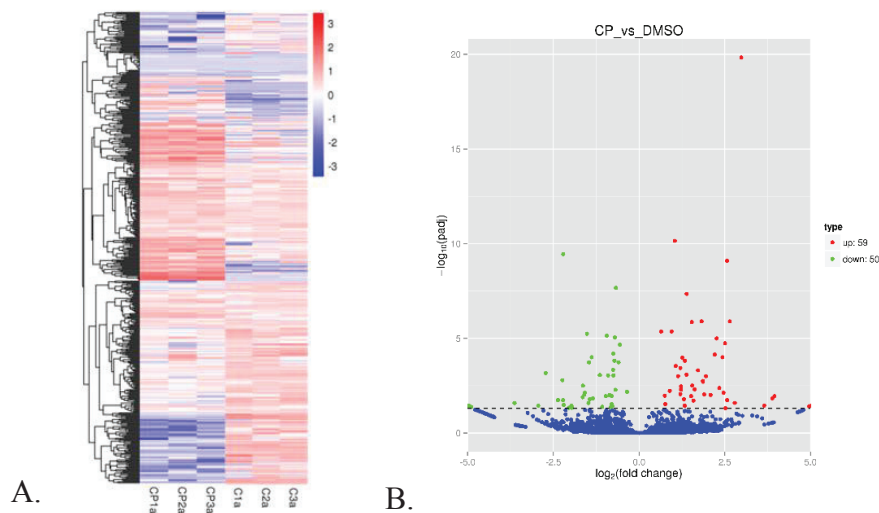 CP_vs_DMSO
3
2
1
0
-1
-2
-3
20
15
10
5
0
−log10(padj)
type
up: 59
down: 50
-5.0 -2.5 0.0 2.5 5.0
log2(fold change)
CP1a CP2a CP3a C1a C2a C3a
A. B.